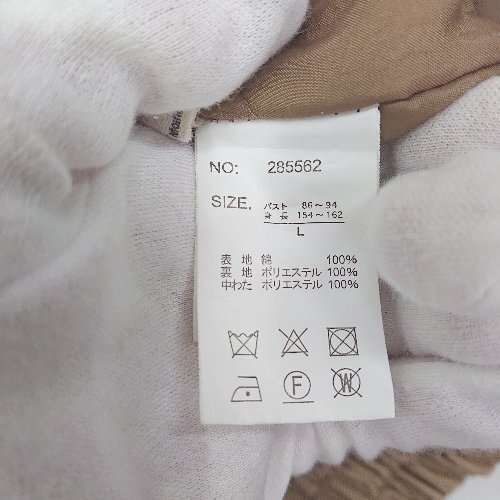 NO: 285562
SIZE, バスト 86〜94
身 長 154〜162
L
表 地 綿 100%
裏 地 ポリエステル 100%
中わた ポリエステル 100%
F
W